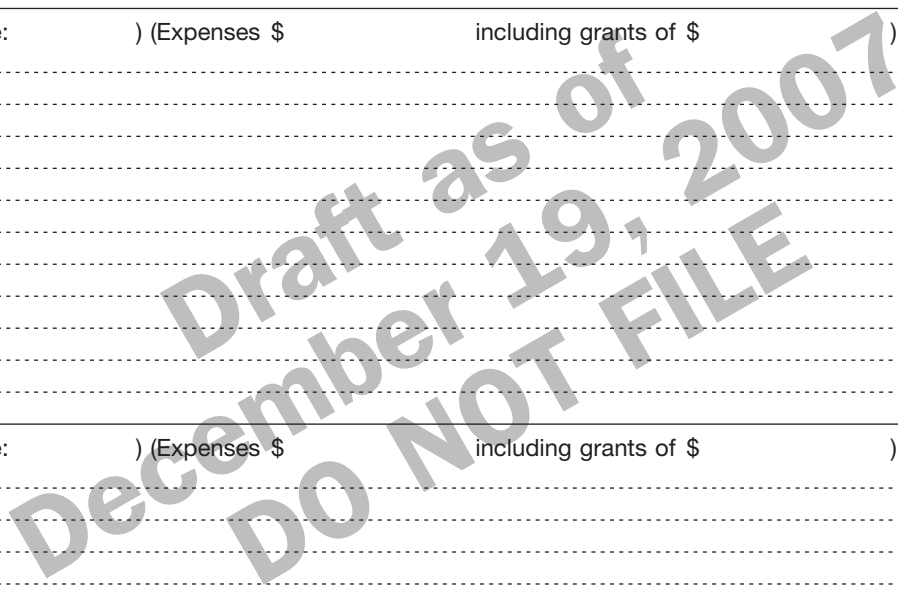 e: ) (Expenses $ including grants of $ )
Draft as of
December 19, 2007
DO NOT FILE
e: ) (Expenses $ including grants of $ )